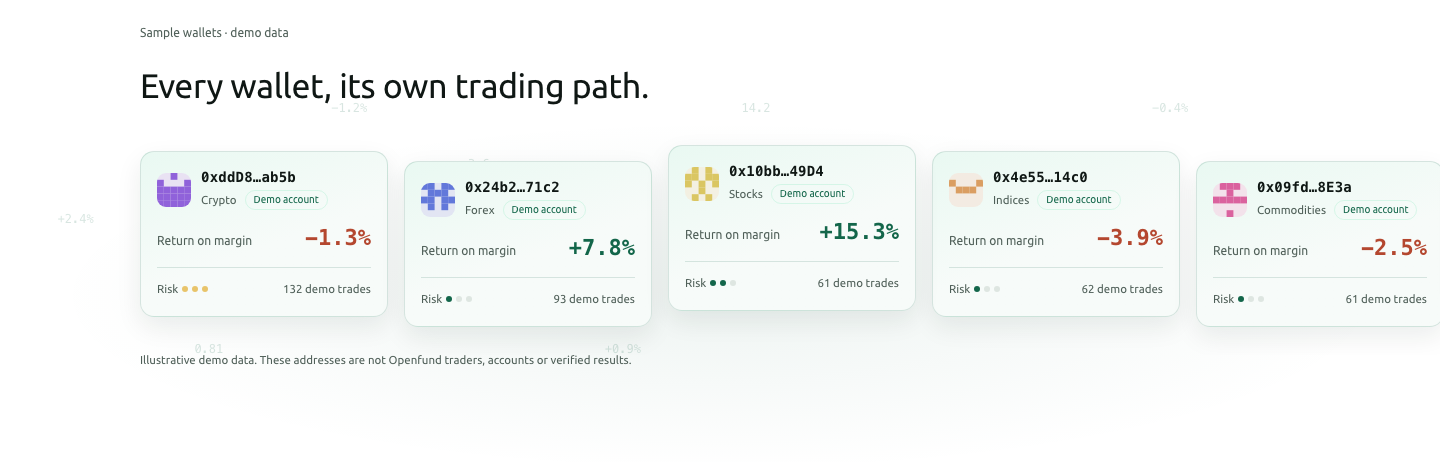 Sample wallets · demo data
Every wallet, its own trading path.
−1.2%
14.2
−0.4%
+2.4%
0xddD8…ab5b
Crypto Demo account
Return on margin −1.3%
Risk 132 demo trades
0x24b2…71c2
Forex Demo account
Return on margin +7.8%
Risk 93 demo trades
0x10bb…49D4
Stocks Demo account
Return on margin +15.3%
Risk 61 demo trades
0x4e55…14c0
Indices Demo account
Return on margin −3.9%
Risk 62 demo trades
0x09fd…8E3a
Commodities Demo account
Return on margin −2.5%
Risk 61 demo trades
0.81
+0.9%
Illustrative demo data. These addresses are not Openfund traders, accounts or verified results.